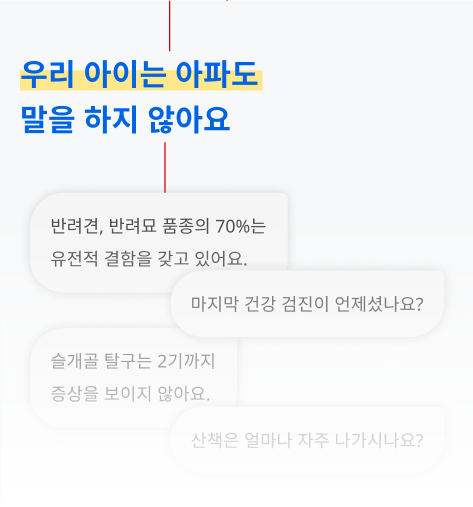 우리 아이는 아파도
말을 하지 않아요
반려견, 반려묘 품종의 70%는
유전적 결함을 갖고 있어요.
마지막 건강 검진이 언제셨나요?
슬개골 탈구는 2기까지
증상을 보이지 않아요.
산책은 얼마나 자주 나가시나요?